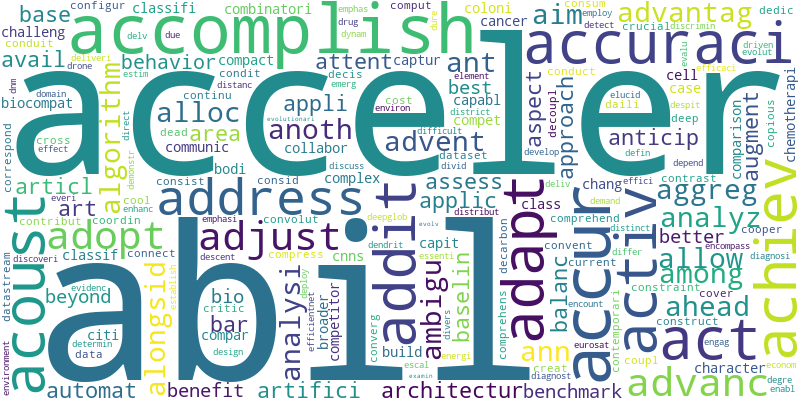 acceler
abil
accomplish
accuraci
address
achiev
accur
activ
adapt
addit
adjust
adopt
acoust
act
advanc
advantag
advent
alloc
anoth
algorithm
alongsid
ambigu
among
allow
ahead
aggreg
analyz
analysi
anticip
ant
ann
aim
appli
applic
approach
architectur
area
art
articl
artifici
aspect
assess
attent
augment
automat
avail
balanc
bar
base
baselin
behavior
benchmark
benefit
best
better
beyond
bio
biocompat
bodi
broader
build
cancer
capabl
capit
captur
case
cell
challeng
chang
character
chemotherapi
citi
class
classif
classifi
cnns
collabor
coloni
combinatori
communic
compact
compar
comparison
compet
competitor
complex
comprehend
comprehens
compress
comput
condit
conduct
conduit
configur
connect
consid
consist
constraint
construct
consum
contemporari
continu
contrast
contribut
convent
converg
convolut
cool
cooper
coordin
copious
correspond
cost
coupl
cover
creat
critic
cross
crucial
current
daili
data
dataset
datastream
dead
decarbon
decis
decoupl
dedic
deep
deepglob
defin
degre
deliv
deliveri
delv
demand
demonstr
dendrit
depend
deploy
descent
design
despit
detect
determin
develop
diagnosi
diagnost
differ
difficult
direct
discoveri
discrimin
discuss
distanc
distinct
distribut
district
divers
divid
dnm
domain
driven
drone
drug
due
dure
dynam
econom
effect
effici
efficaci
efficientnet
element
elucid
emerg
emphas
emphasi
employ
enabl
encompass
encount
energi
engag
enhanc
environ
environment
escal
essenti
establish
estim
eurosat
evalu
everi
evidenc
evolut
evolutionari
evolv
examin